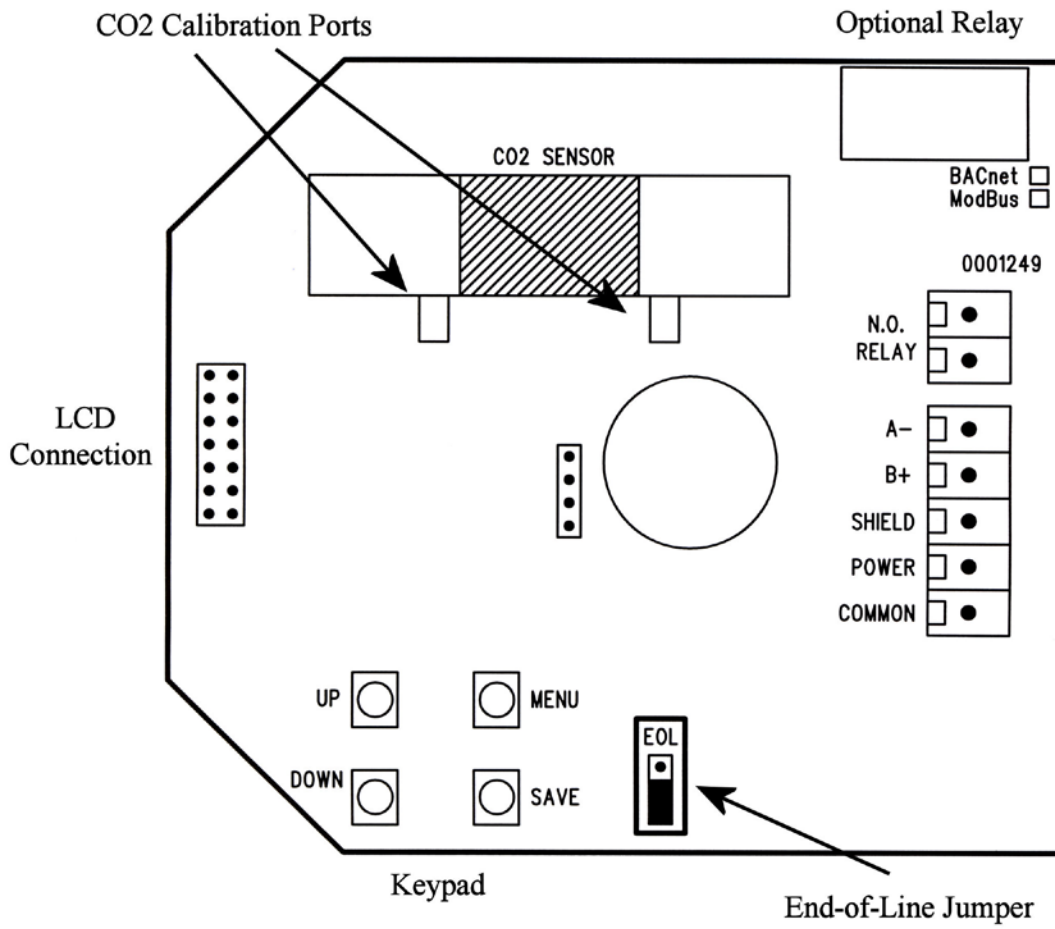 CO2 Calibration Ports
Optional Relay
CO2 SENSOR
BACnet
ModBus
0001249
N.O.
RELAY
LCD
Connection
A-
B+
SHIELD
POWER
COMMON
UP
MENU
EOL
DOWN
SAVE
Keypad
End-of-Line Jumper